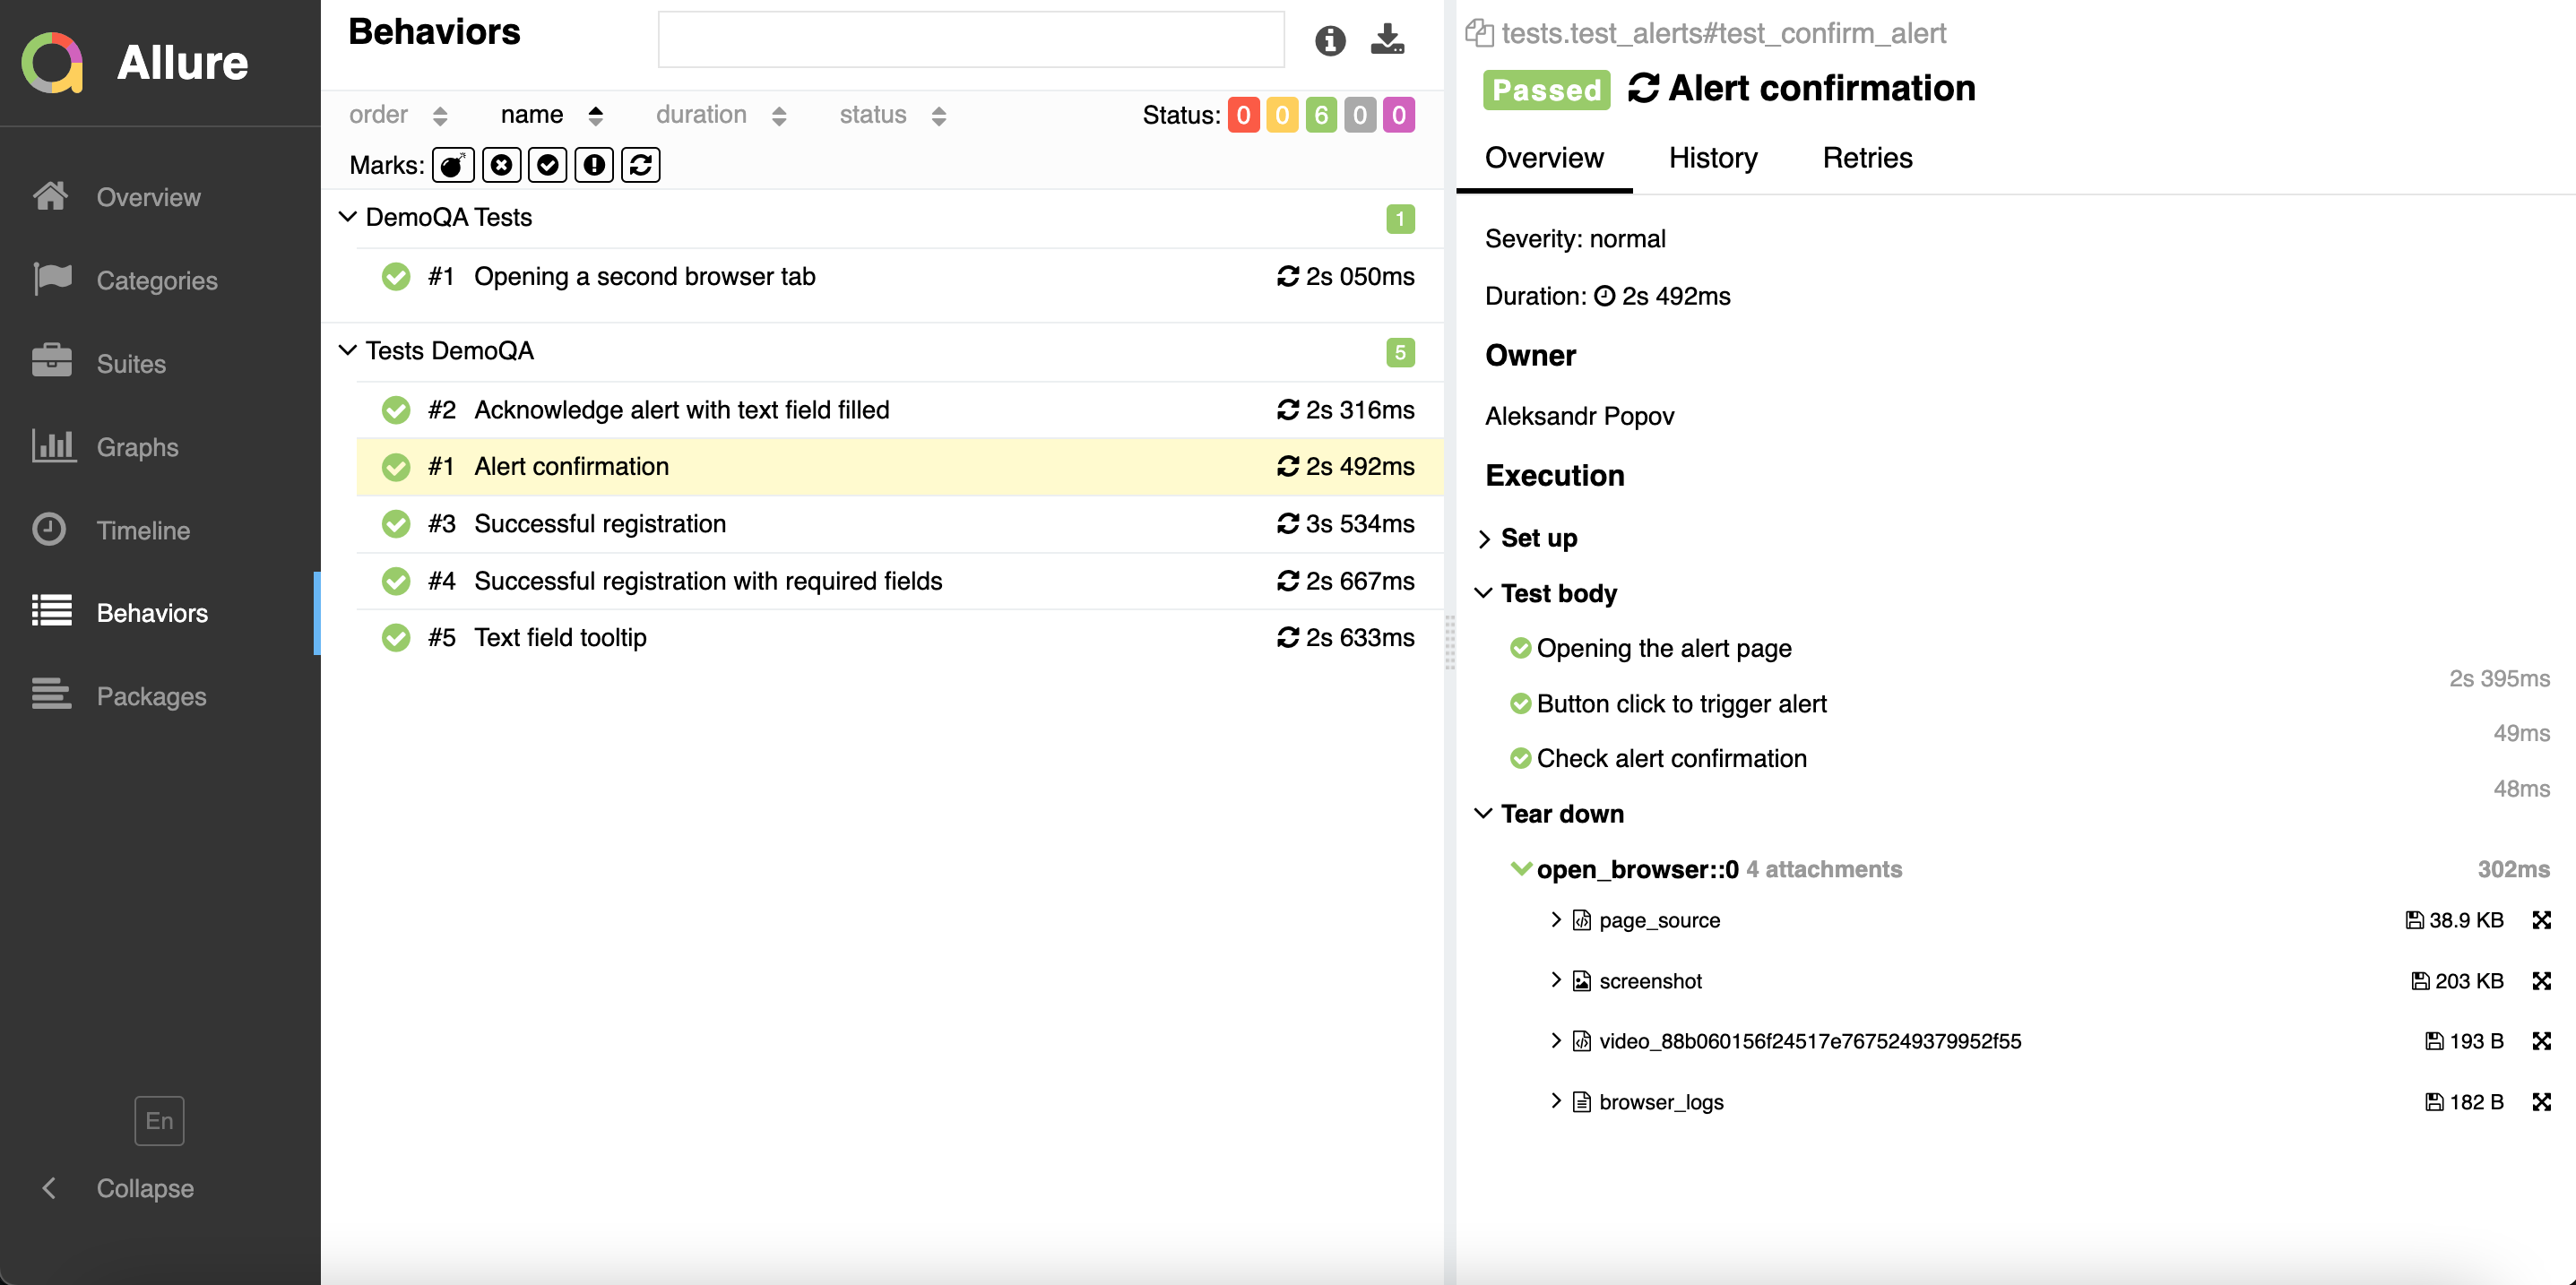 Allure
Overview
Categories
Suites
Graphs
Timeline
Behaviors
Packages
En
Collapse
Behaviors
order name duration status Status: 0 0 6 0 0
Marks:
DemoQA Tests 1
#1 Opening a second browser tab 2s 050ms
Tests DemoQA 5
#2 Acknowledge alert with text field filled 2s 316ms
#1 Alert confirmation 2s 492ms
#3 Successful registration 3s 534ms
#4 Successful registration with required fields 2s 667ms
#5 Text field tooltip 2s 633ms
tests.test_alerts#test_confirm_alert
Passed Alert confirmation
Overview History Retries
Severity: normal
Duration: 2s 492ms
Owner
Aleksandr Popov
Execution
Set up
Test body
Opening the alert page
2s 395ms
Button click to trigger alert
49ms
Check alert confirmation
48ms
Tear down
open_browser::0 4 attachments 302ms
page_source 38.9 KB
screenshot 203 KB
video_88b060156f24517e7675249379952f55 193 B
browser_logs 182 B